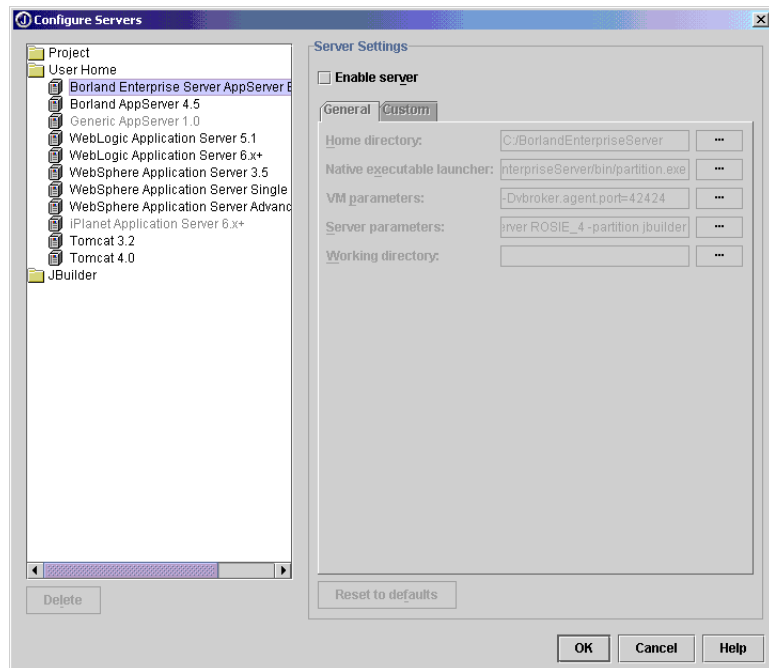 Configure Servers
Project
User Home
Borland Enterprise Server AppServer E
Borland AppServer 4.5
Generic AppServer 1.0
WebLogic Application Server 5.1
WebLogic Application Server 6.x+
WebSphere Application Server 3.5
WebSphere Application Server Single
WebSphere Application Server Advanc
iPlanet Application Server 6.x+
Tomcat 3.2
Tomcat 4.0
JBuilder
Delete
Server Settings
Enable server
General Custom
Home directory: C:/BorlandEnterpriseServer ...
Native executable launcher: nterpriseServer/bin/partition.exe ...
VM parameters: -Dvbroker.agent.port=42424 ...
Server parameters: erver ROSIE_4 -partition jbuilder ...
Working directory: ...
Reset to defaults
OK Cancel Help